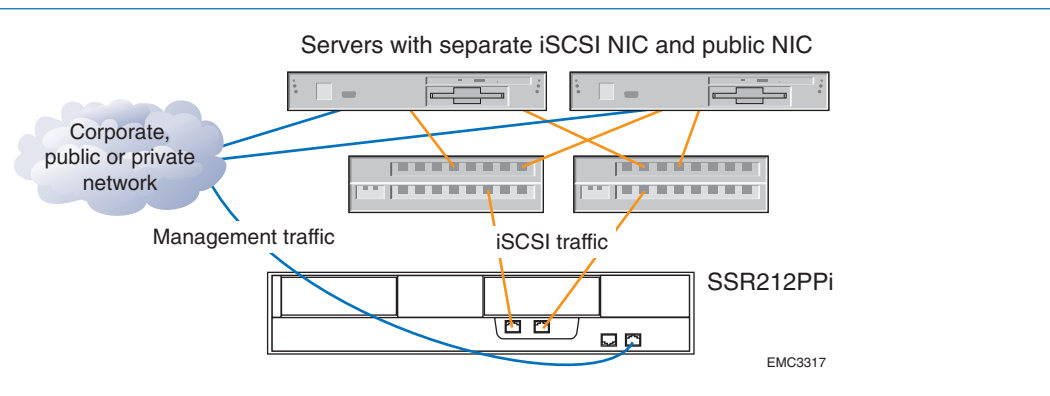 Servers with separate iSCSI NIC and public NIC
Corporate,
public or private
network
Management traffic
iSCSI traffic
SSR212PPi
EMC3317